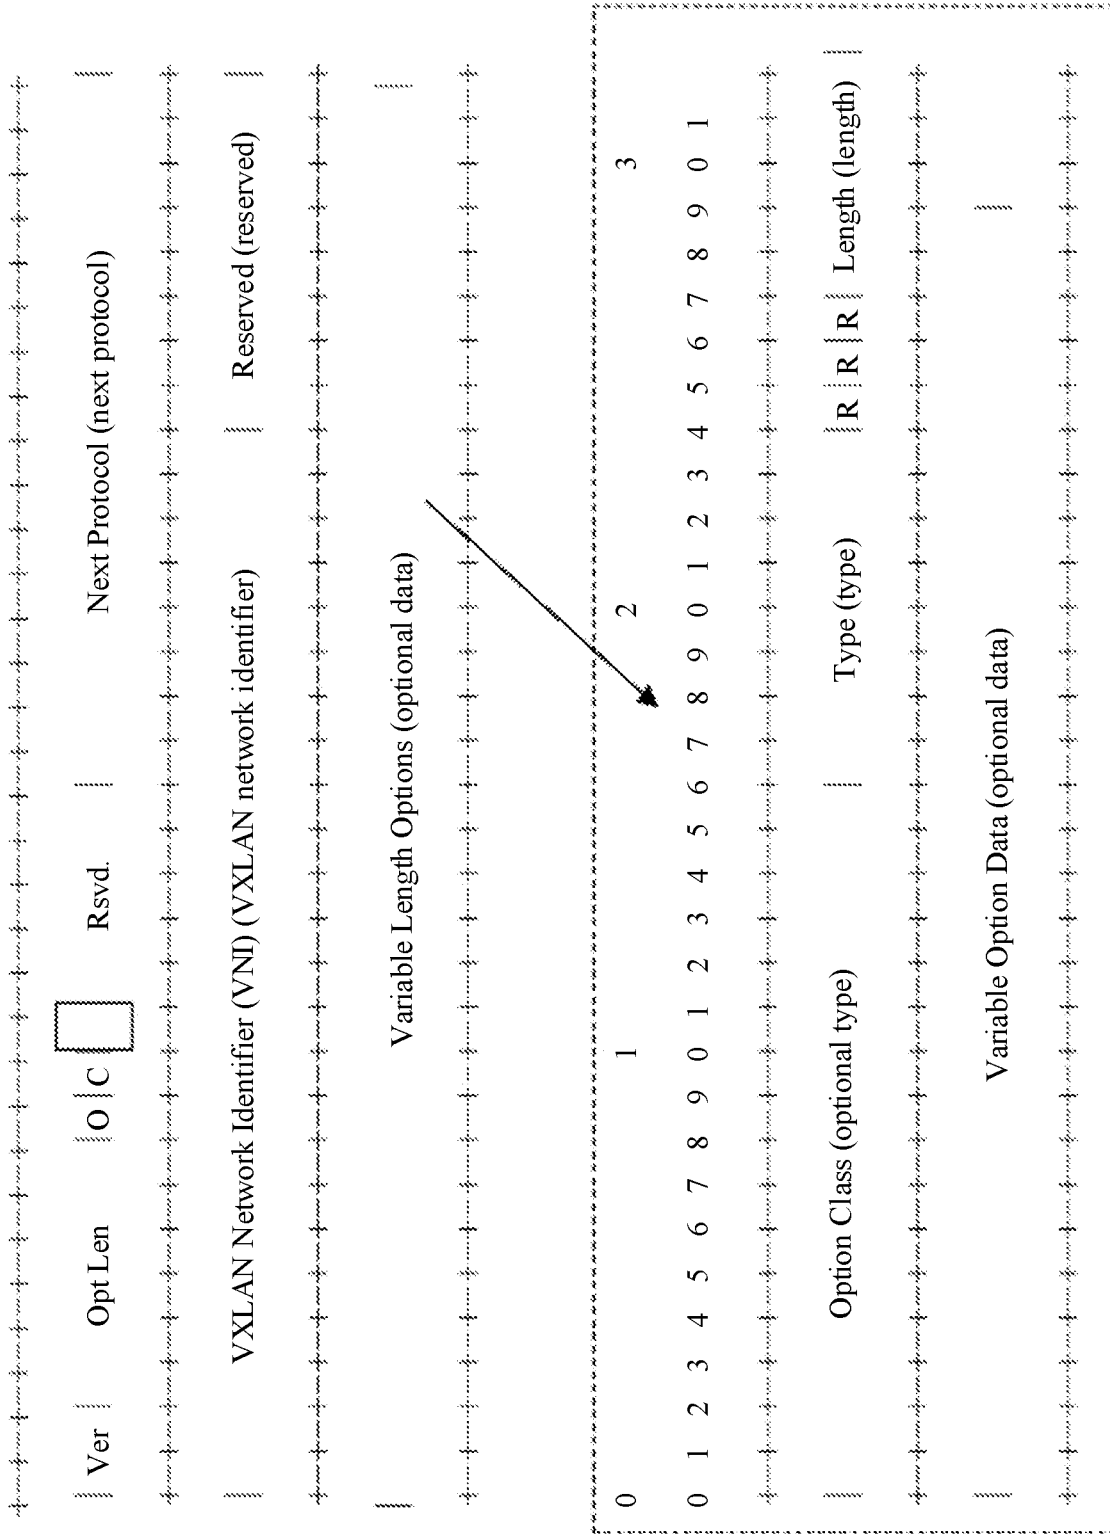 Ver | Opt Len | O | C | Rsvd. | Next Protocol (next protocol) |
VXLAN Network Identifier (VNI) (VXLAN network identifier) | Reserved (reserved) |
Variable Length Options (optional data)
0 1 2 3
0 1 2 3 4 5 6 7 8 9 0 1 2 3 4 5 6 7 8 9 0 1 2 3 4 5 6 7 8 9 0 1
Option Class (optional type) | Type (type) | R | R | R | Length (length) |
Variable Option Data (optional data)